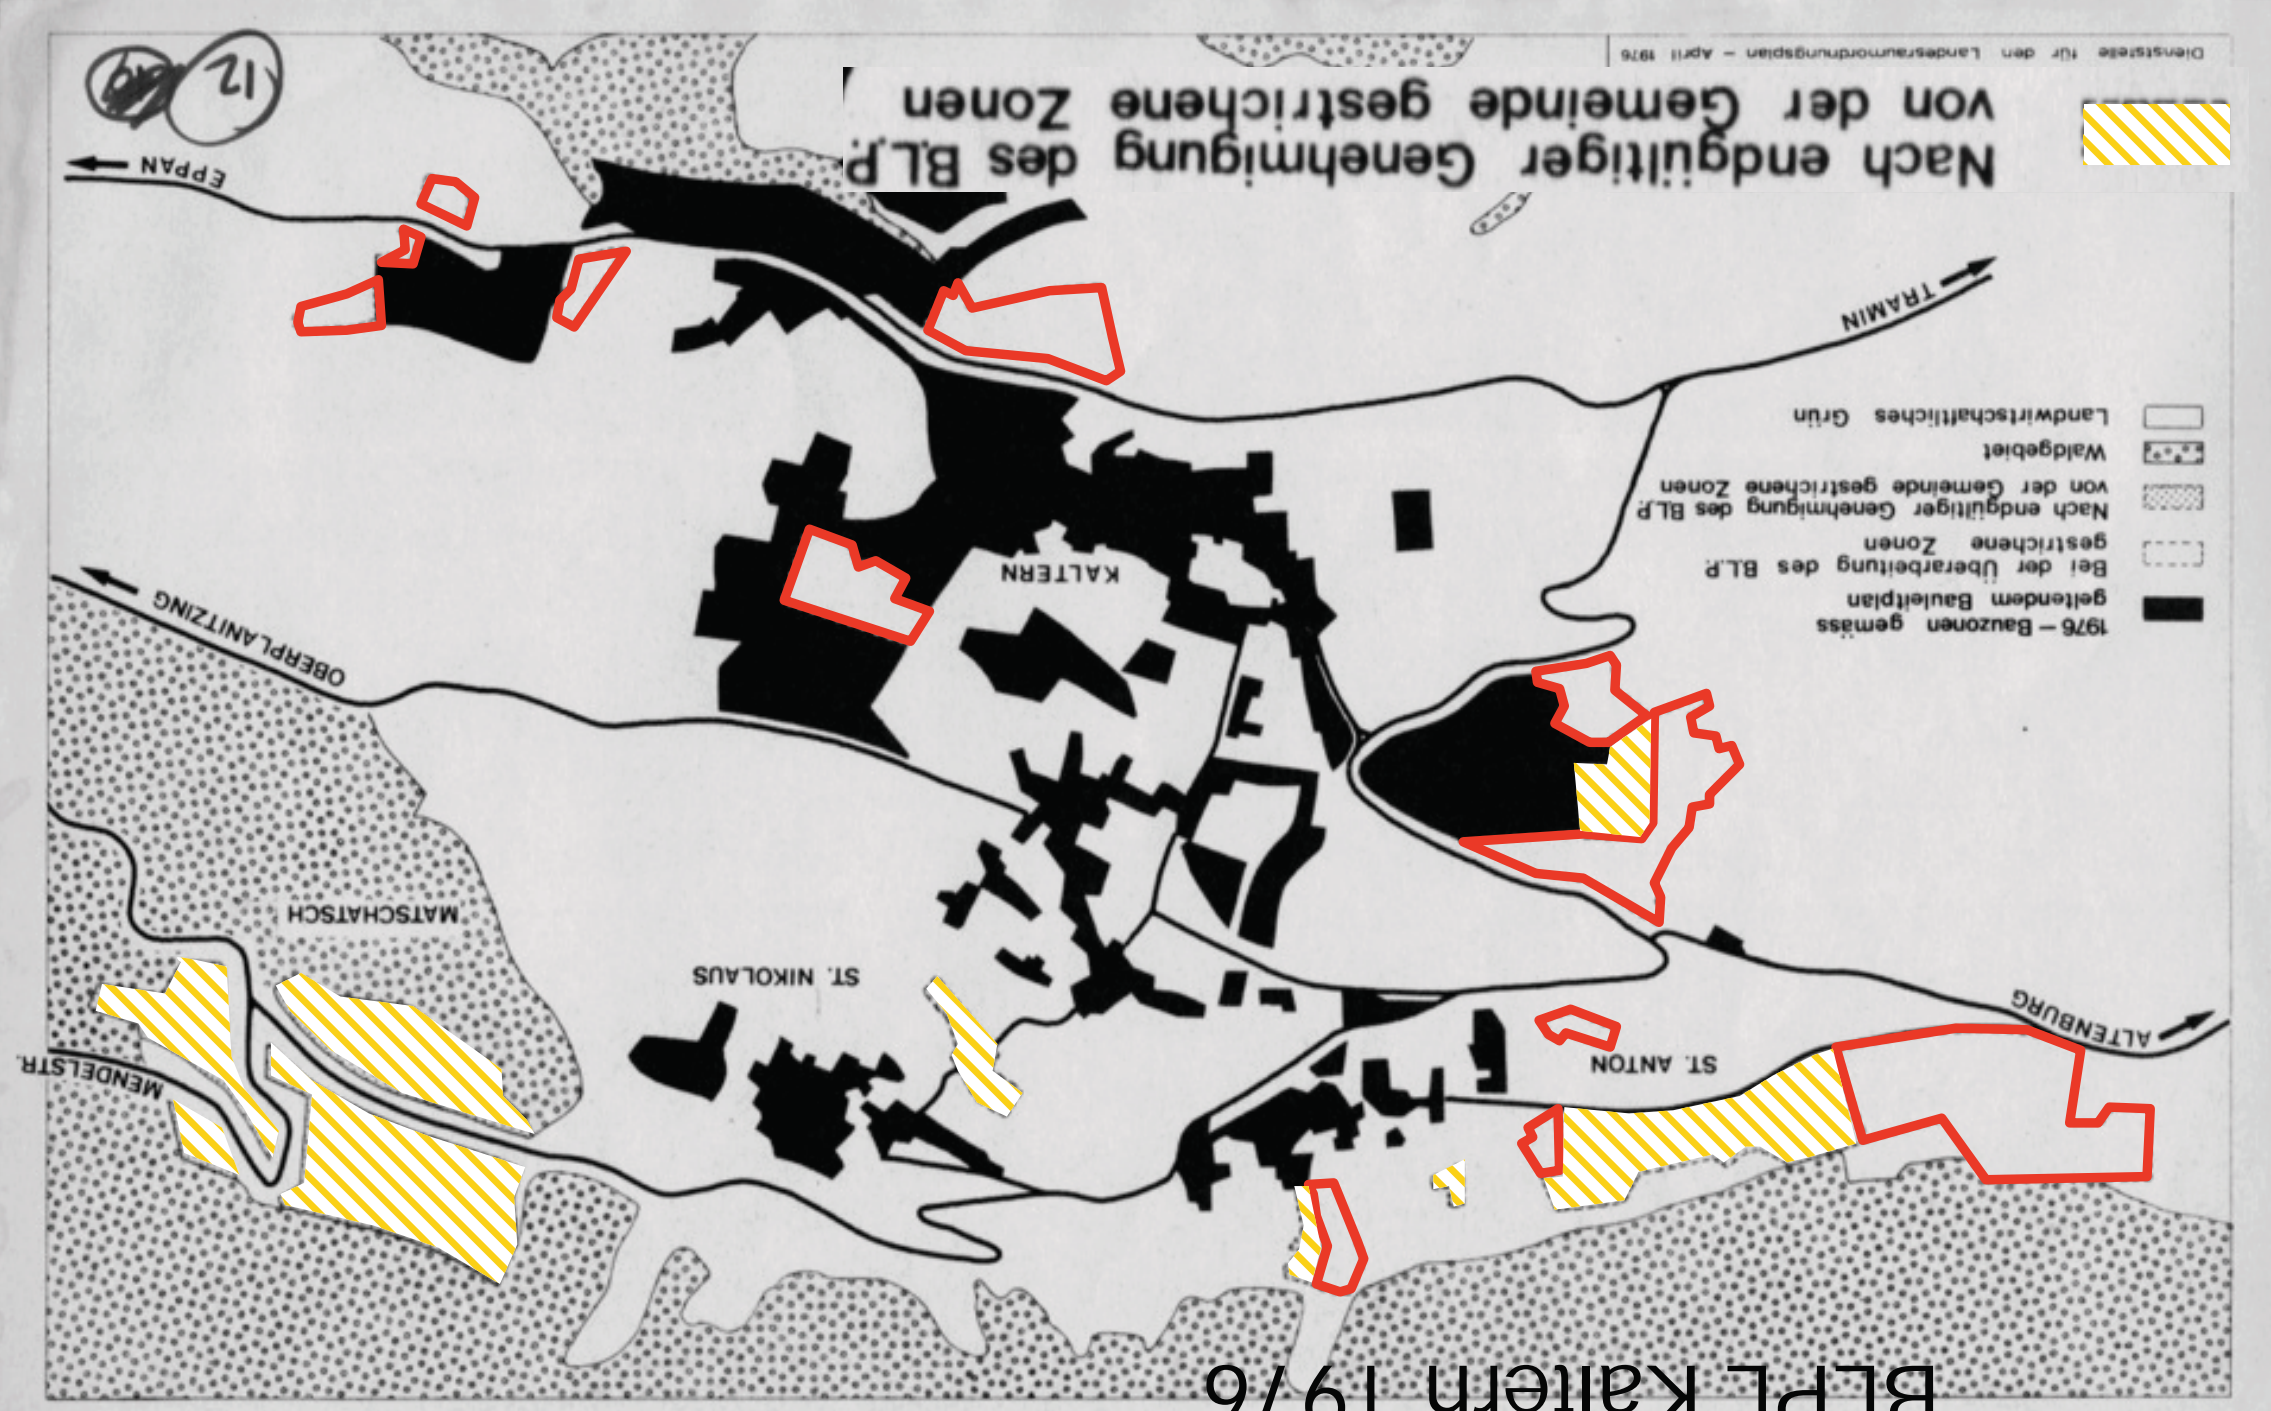 BLPL Kaltern 1976
ALTENBURG
ST. ANTON
MENDELSTR.
ST. NIKOLAUS
MATSCHATSCH
OBERPLANITZING
KALTERN
1976 – Bauzonen gemäss
geltendem Bauleitplan
Bei der Überarbeitung des B.L.P.
gestrichene Zonen
Nach endgültiger Genehmigung des B.L.P.
von der Gemeinde gestrichene Zonen
Waldgebiet
Landwirtschaftliches Grün
TRAMIN
EPPAN
Nach endgültiger Genehmigung des B.L.P.
von der Gemeinde gestrichene Zonen
Dienststelle für den Landesraumordnungsplan – April 1976
12